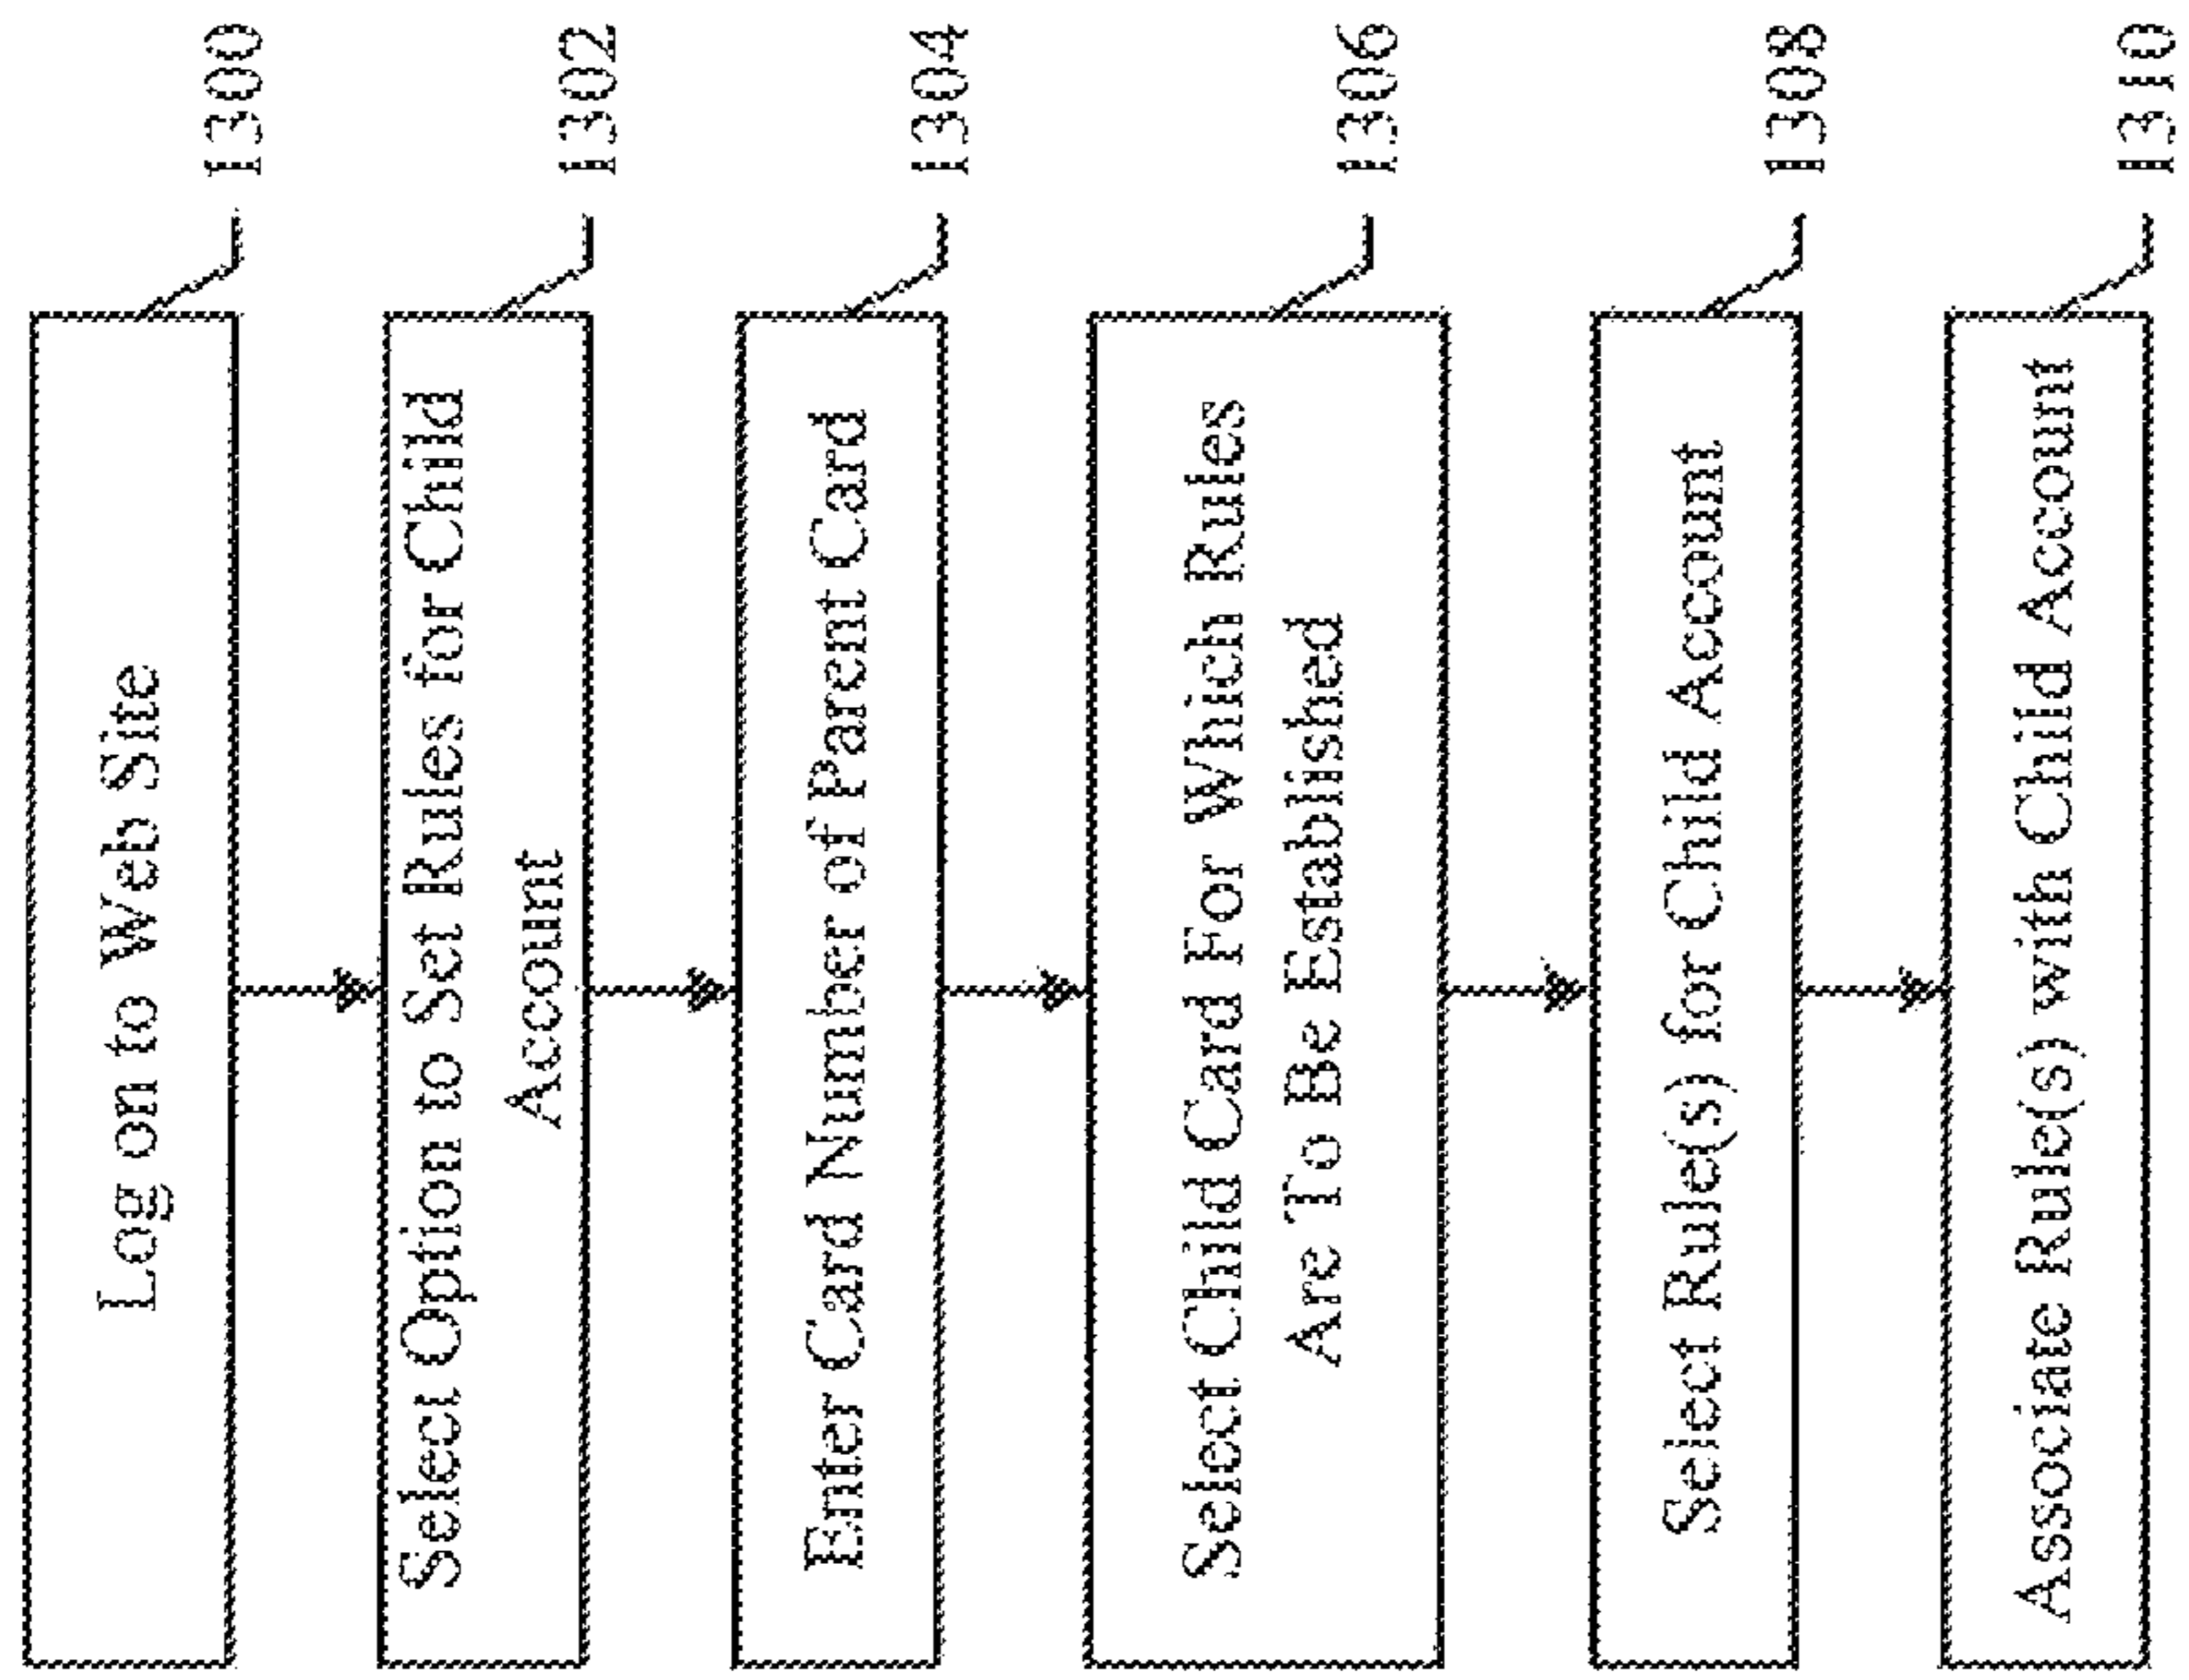 Log on to Web Site
1300
Select Option to Set Rules for Child
Account
1302
Enter Card Number of Parent Card
1304
Select Child Card For Which Rules
Are To Be Established
1306
Select Rule(s) for Child Account
1308
Associate Rule(s) with Child Account
1310